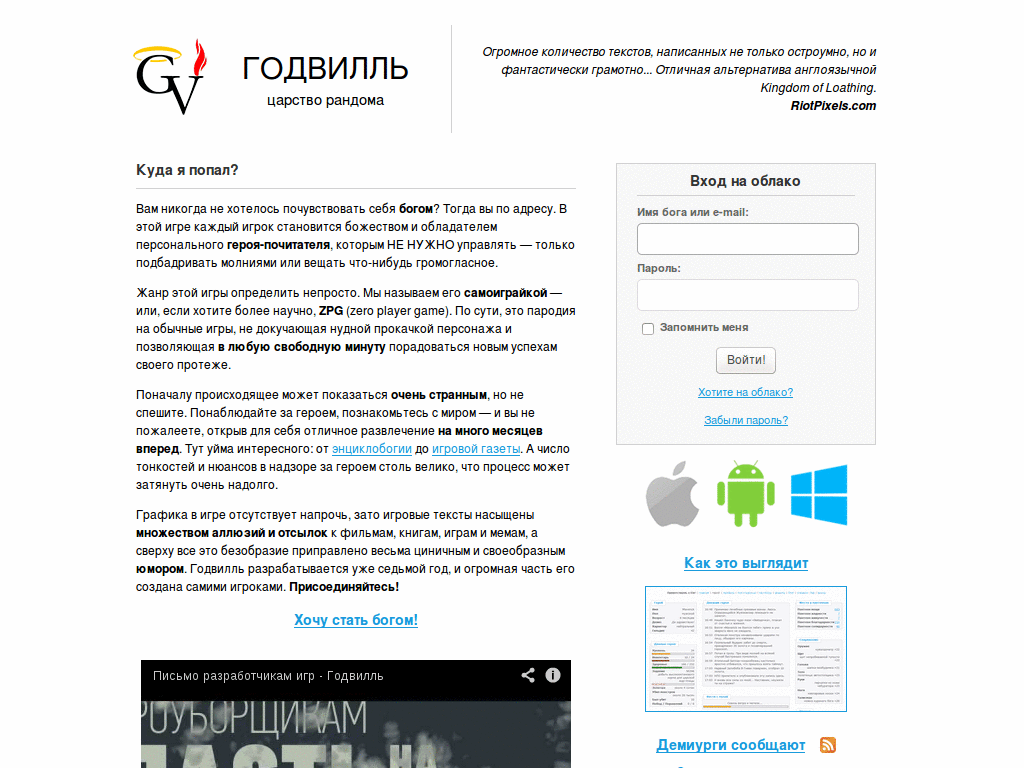 GV
ГОДВИЛЛЬ
царство рандома
Огромное количество текстов, написанных не только остроумно, но и
фантастически грамотно... Отличная альтернатива англоязычной
Kingdom of Loathing.
RiotPixels.com
Куда я попал?
Вам никогда не хотелось почувствовать себя богом? Тогда вы по адресу. В
этой игре каждый игрок становится божеством и обладателем
персонального героя-почитателя, которым НЕ НУЖНО управлять — только
подбадривать молниями или вещать что-нибудь громогласное.
Жанр этой игры определить непросто. Мы называем его самоиграйкой —
или, если хотите более научно, ZPG (zero player game). По сути, это пародия
на обычные игры, не докучающая нудной прокачкой персонажа и
позволяющая в любую свободную минуту порадоваться новым успехам
своего протеже.
Поначалу происходящее может показаться очень странным, но не
спешите. Понаблюдайте за героем, познакомьтесь с миром — и вы не
пожалеете, открыв для себя отличное развлечение на много месяцев
вперед. Тут уйма интересного: от энциклобогии до игровой газеты. А число
тонкостей и нюансов в надзоре за героем столь велико, что процесс может
затянуть очень надолго.
Графика в игре отсутствует напрочь, зато игровые тексты насыщены
множеством аллюзий и отсылок к фильмам, книгам, играм и мемам, а
сверху все это безобразие приправлено весьма циничным и своеобразным
юмором. Годвилль разрабатывается уже седьмой год, и огромная часть его
создана самими игроками. Присоединяйтесь!
Хочу стать богом!
Письмо разработчикам игр - Годвилль
Вход на облако
Имя бога или e-mail:
Пароль:
Запомнить меня
Войти!
Хотите на облако?
Забыли пароль?
Как это выглядит
Демиурги сообщают